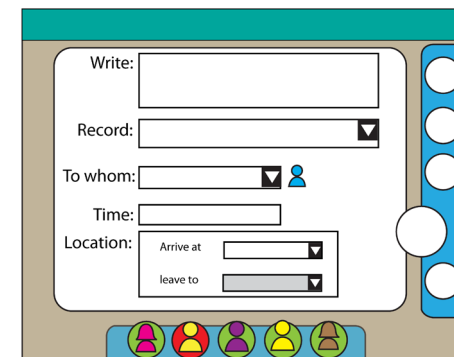 Write:
Record:
To whom:
Time:
Location:
Arrive at
leave to